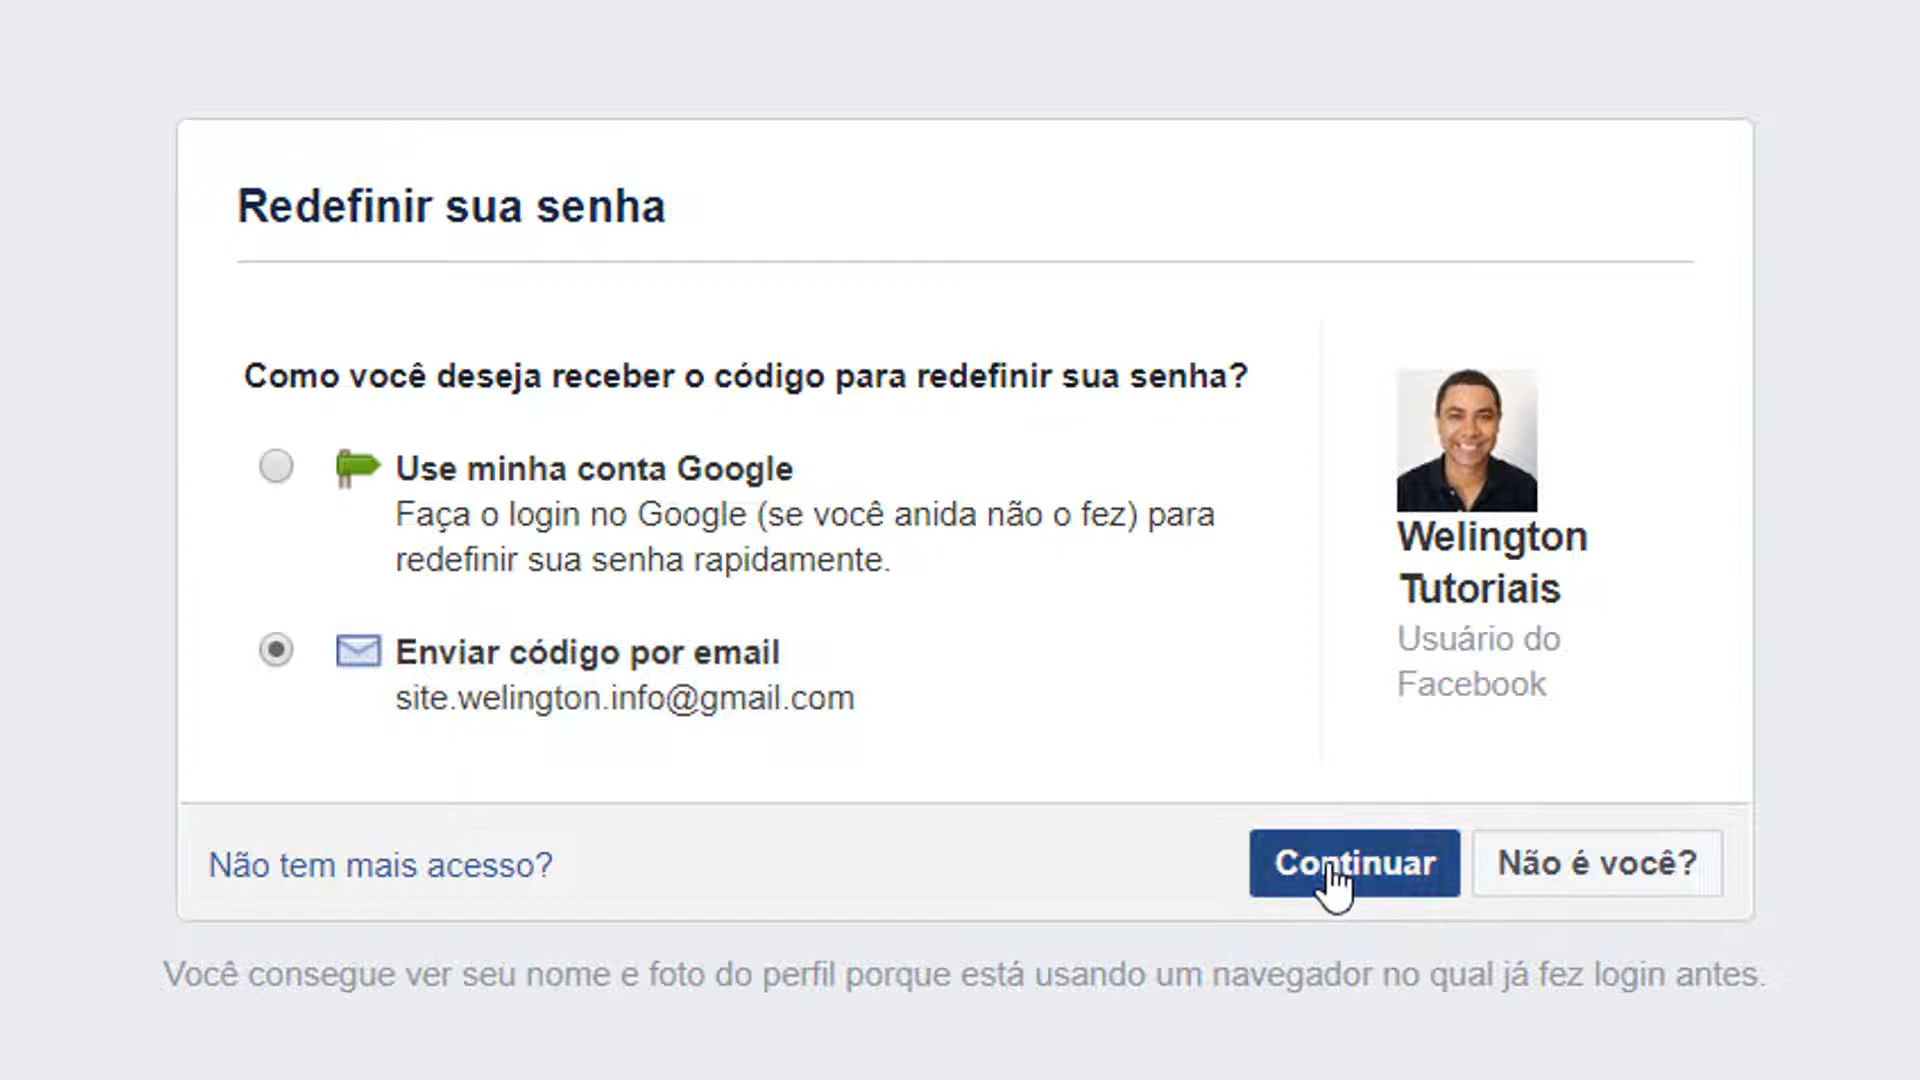 Redefinir sua senha
Como você deseja receber o código para redefinir sua senha?
Use minha conta Google
Faça o login no Google (se você anida não o fez) para
redefinir sua senha rapidamente.
Enviar código por email
site.welington.info@gmail.com
Welington
Tutoriais
Usuário do
Facebook
Não tem mais acesso?
Continuar
Não é você?
Você consegue ver seu nome e foto do perfil porque está usando um navegador no qual já fez login antes.